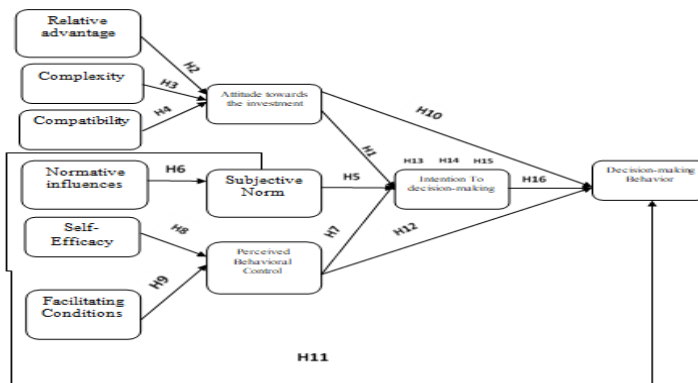 Relative
advantage
H2
Complexity
H3
Attitude towards
the investment
H10
Compatibility
H4
H1
H13 H14 H15
Normative
influences
H6
Subjective
Norm
H5
Intention To
decision-making
H16
Decision-making
Behavior
Self-
Efficacy
H8
H7
H12
Perceived
Behavioral
Control
H9
Facilitating
Conditions
H11